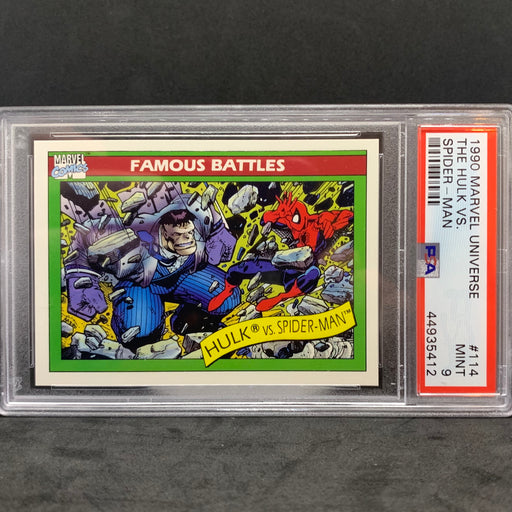 MARVEL
COMICS
FAMOUS BATTLES
HULK® VS. SPIDER-MAN™
1990 MARVEL UNIVERSE
THE HULK VS.
SPIDER - MAN
#114
MINT
9
PSA
44935412